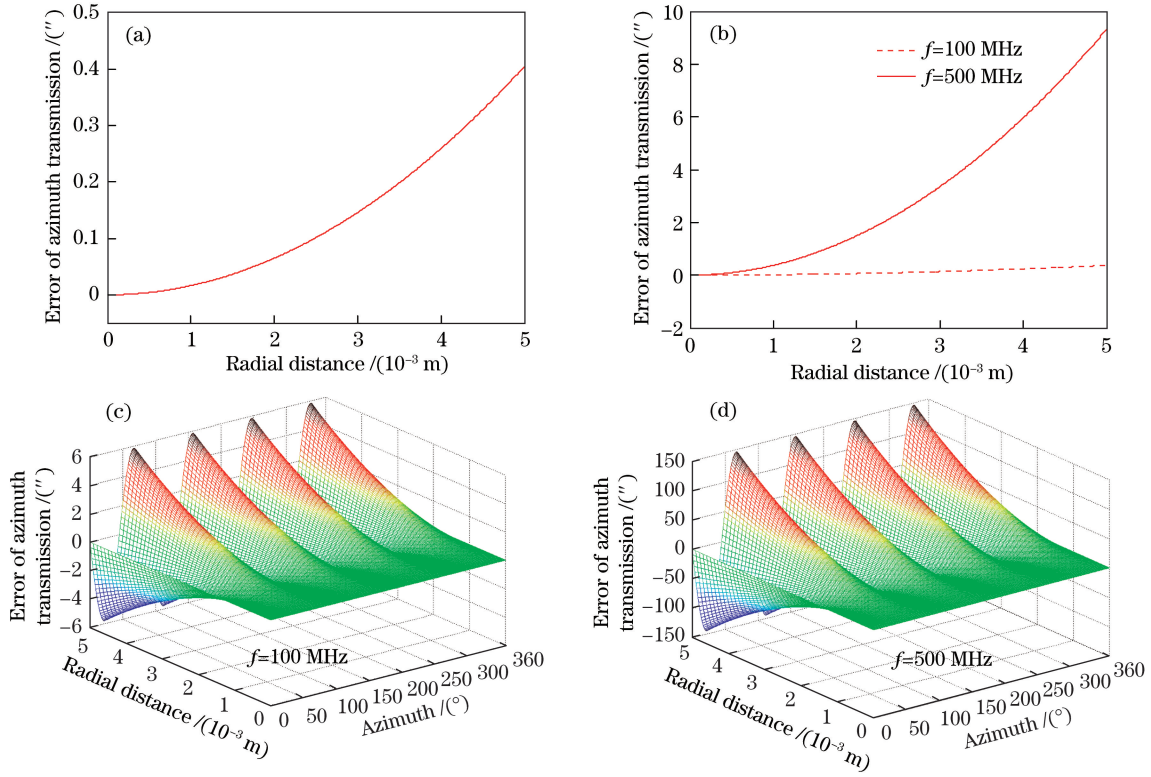 (a)
0.5
0.4
0.3
0.2
0.1
0
Error of azimuth transmission /(″)
0 1 2 3 4 5
Radial distance /(10⁻³ m)
(b)
10
8
6
4
2
0
−2
Error of azimuth transmission /(″)
f=100 MHz
f=500 MHz
0 1 2 3 4 5
Radial distance /(10⁻³ m)
(c)
6
4
2
0
−2
−4
−6
Error of azimuth
transmission /(″)
f=100 MHz
5 4 3 2 1 0
Radial distance /(10⁻³ m)
0 50 100 150 200 250 300 360
Azimuth /(°)
(d)
150
100
50
0
−50
−100
−150
Error of azimuth
transmission /(″)
f=500 MHz
5 4 3 2 1 0
Radial distance /(10⁻³ m)
0 50 100 150 200 250 300 360
Azimuth /(°)